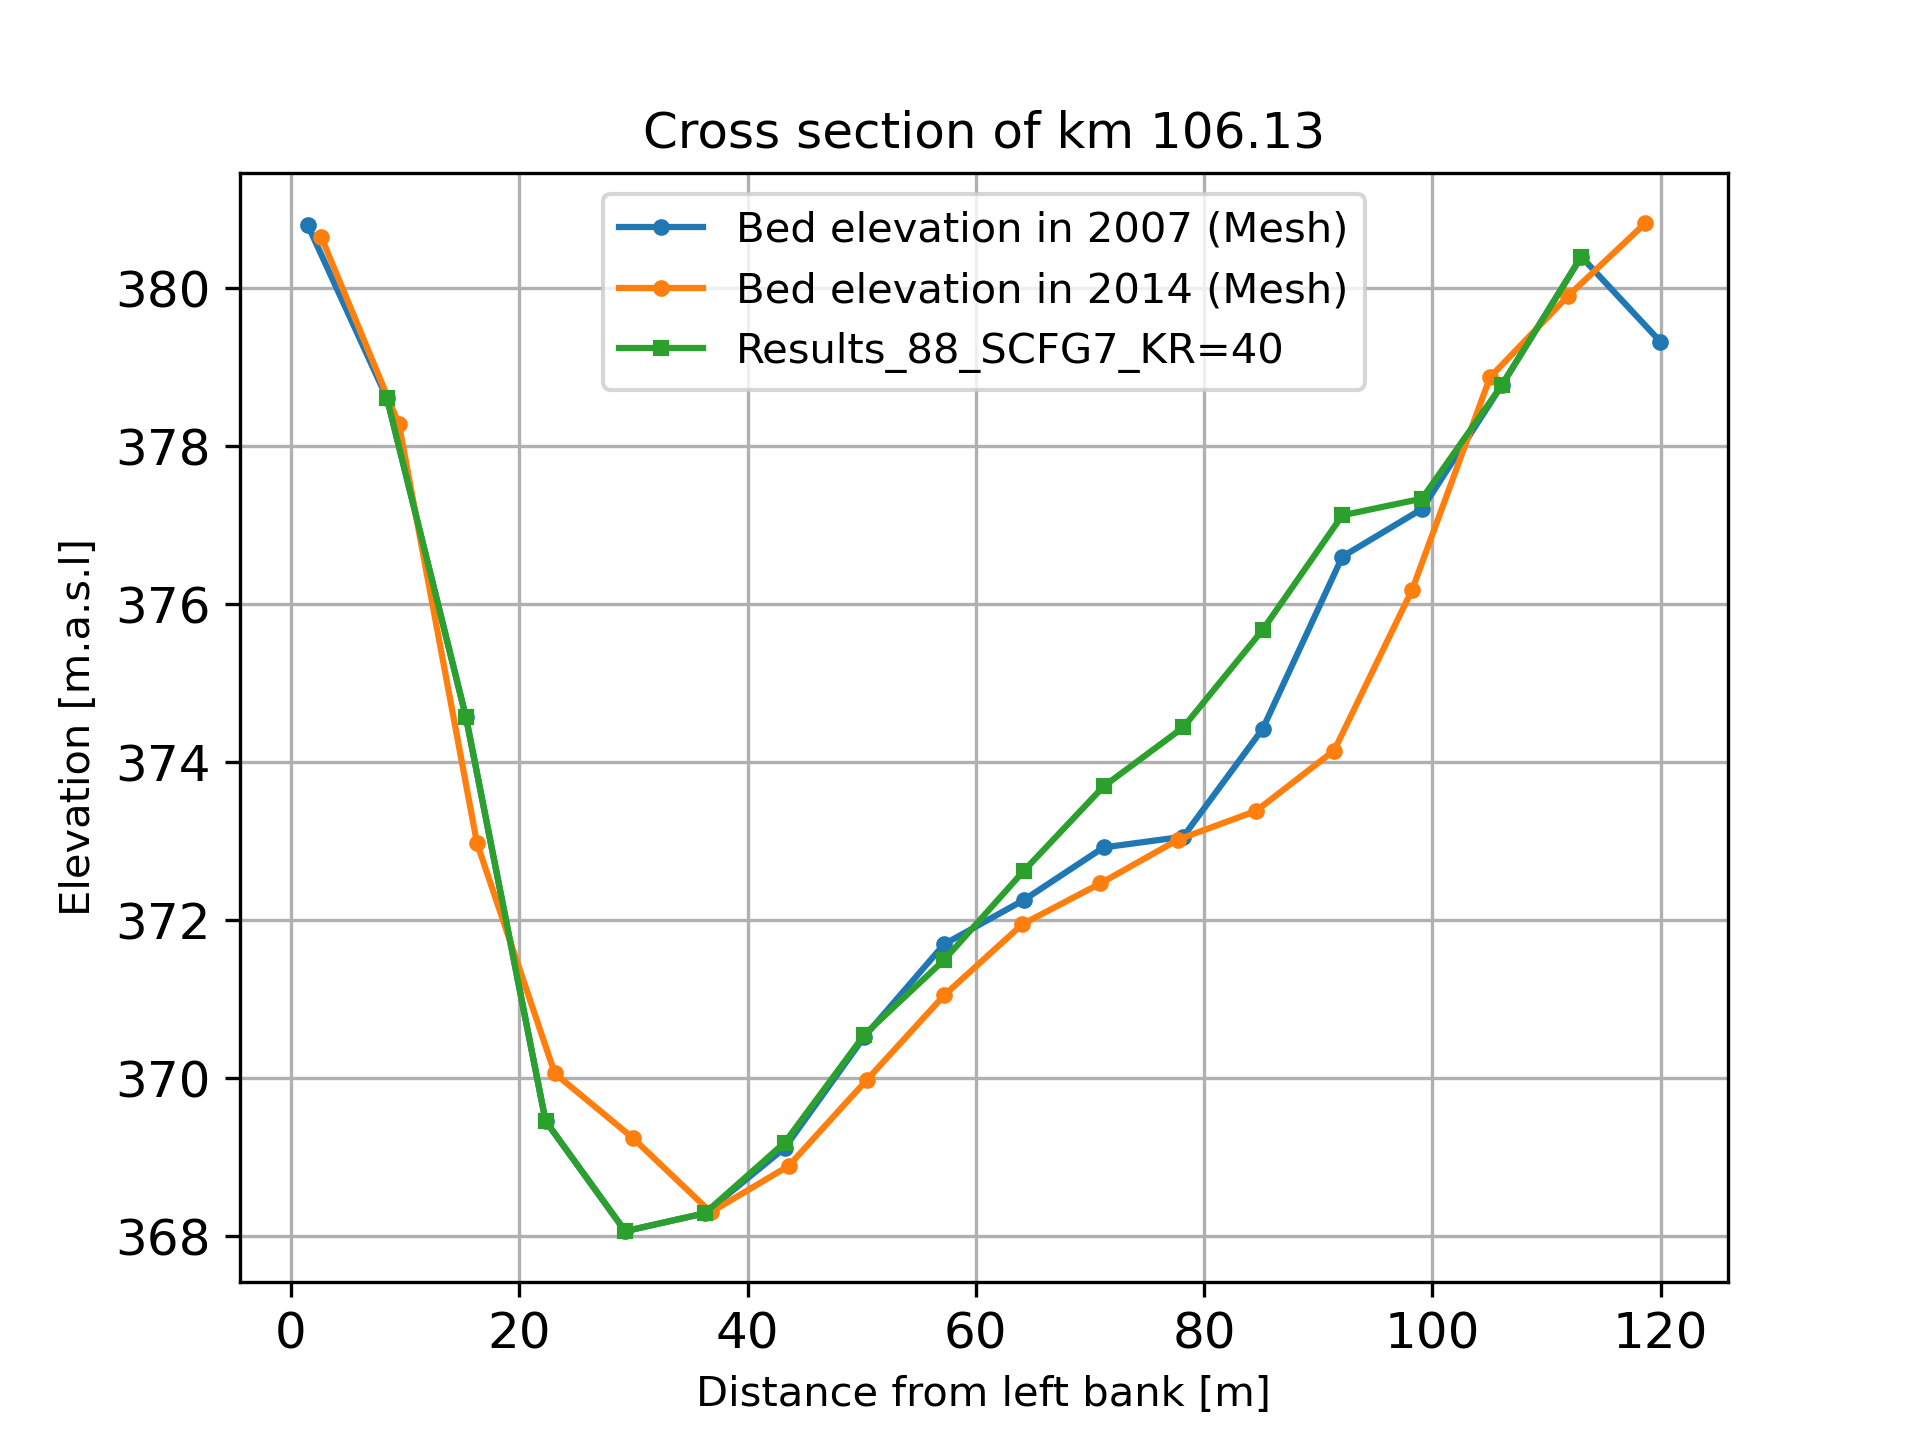 Cross section of km 106.13
Bed elevation in 2007 (Mesh)
Bed elevation in 2014 (Mesh)
Results_88_SCFG7_KR=40
Elevation [m.a.s.l]
380
378
376
374
372
370
368
0 20 40 60 80 100 120
Distance from left bank [m]